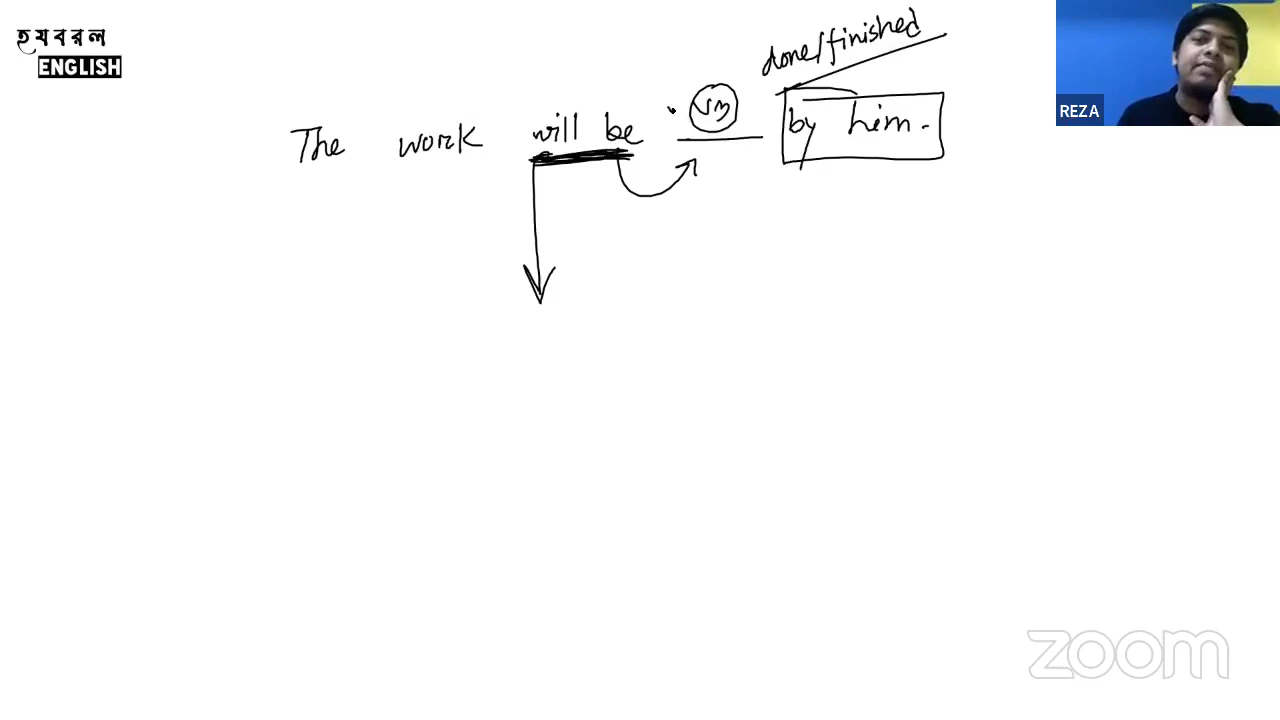 হযবরল
ENGLISH
done/finished
REZA
The work will be V3 by him.
zoom